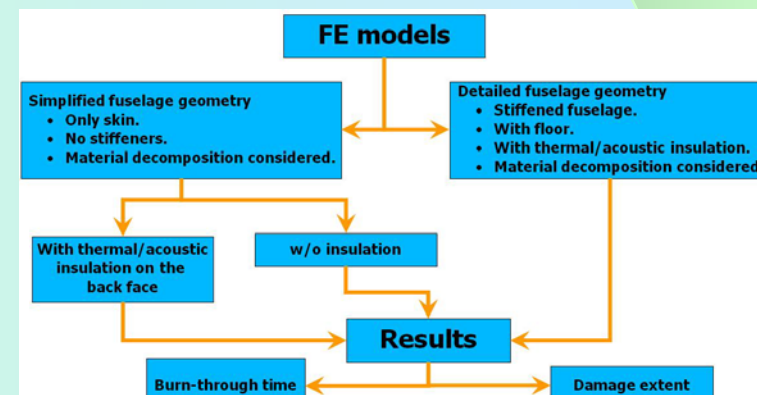 FE models
Simplified fuselage geometry
• Only skin.
• No stiffeners.
• Material decomposition considered.
Detailed fuselage geometry
• Stiffened fuselage.
• With floor.
• With thermal/acoustic insulation.
• Material decomposition considered
With thermal/acoustic
insulation on the
back face
w/o insulation
Results
Burn-through time
Damage extent